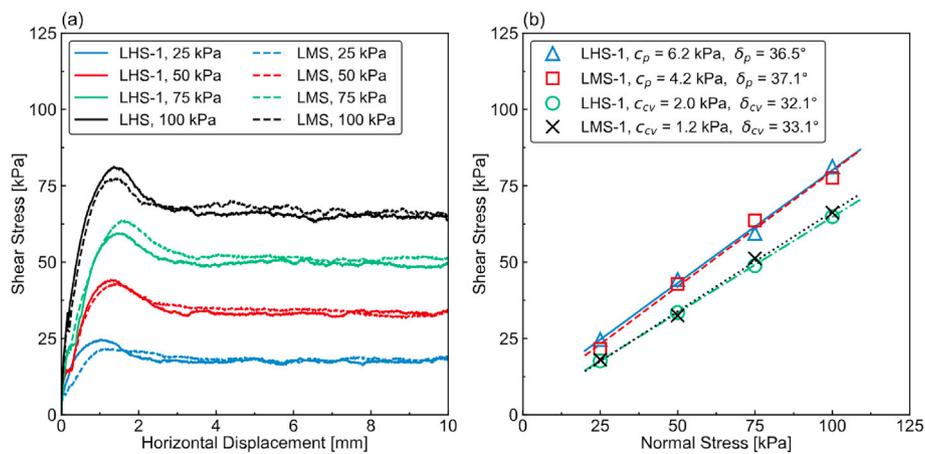 (a)
125
100
75
50
25
0
Shear Stress [kPa]
LHS-1, 25 kPa
LHS-1, 50 kPa
LHS-1, 75 kPa
LHS, 100 kPa
LMS, 25 kPa
LMS, 50 kPa
LMS, 75 kPa
LMS, 100 kPa
0 2 4 6 8 10
Horizontal Displacement [mm]
(b)
125
100
75
50
25
0
Shear Stress [kPa]
LHS-1, cₚ = 6.2 kPa, δₚ = 36.5°
LMS-1, cₚ = 4.2 kPa, δₚ = 37.1°
LHS-1, c_cv = 2.0 kPa, δ_cv = 32.1°
LMS-1, c_cv = 1.2 kPa, δ_cv = 33.1°
0 25 50 75 100 125
Normal Stress [kPa]